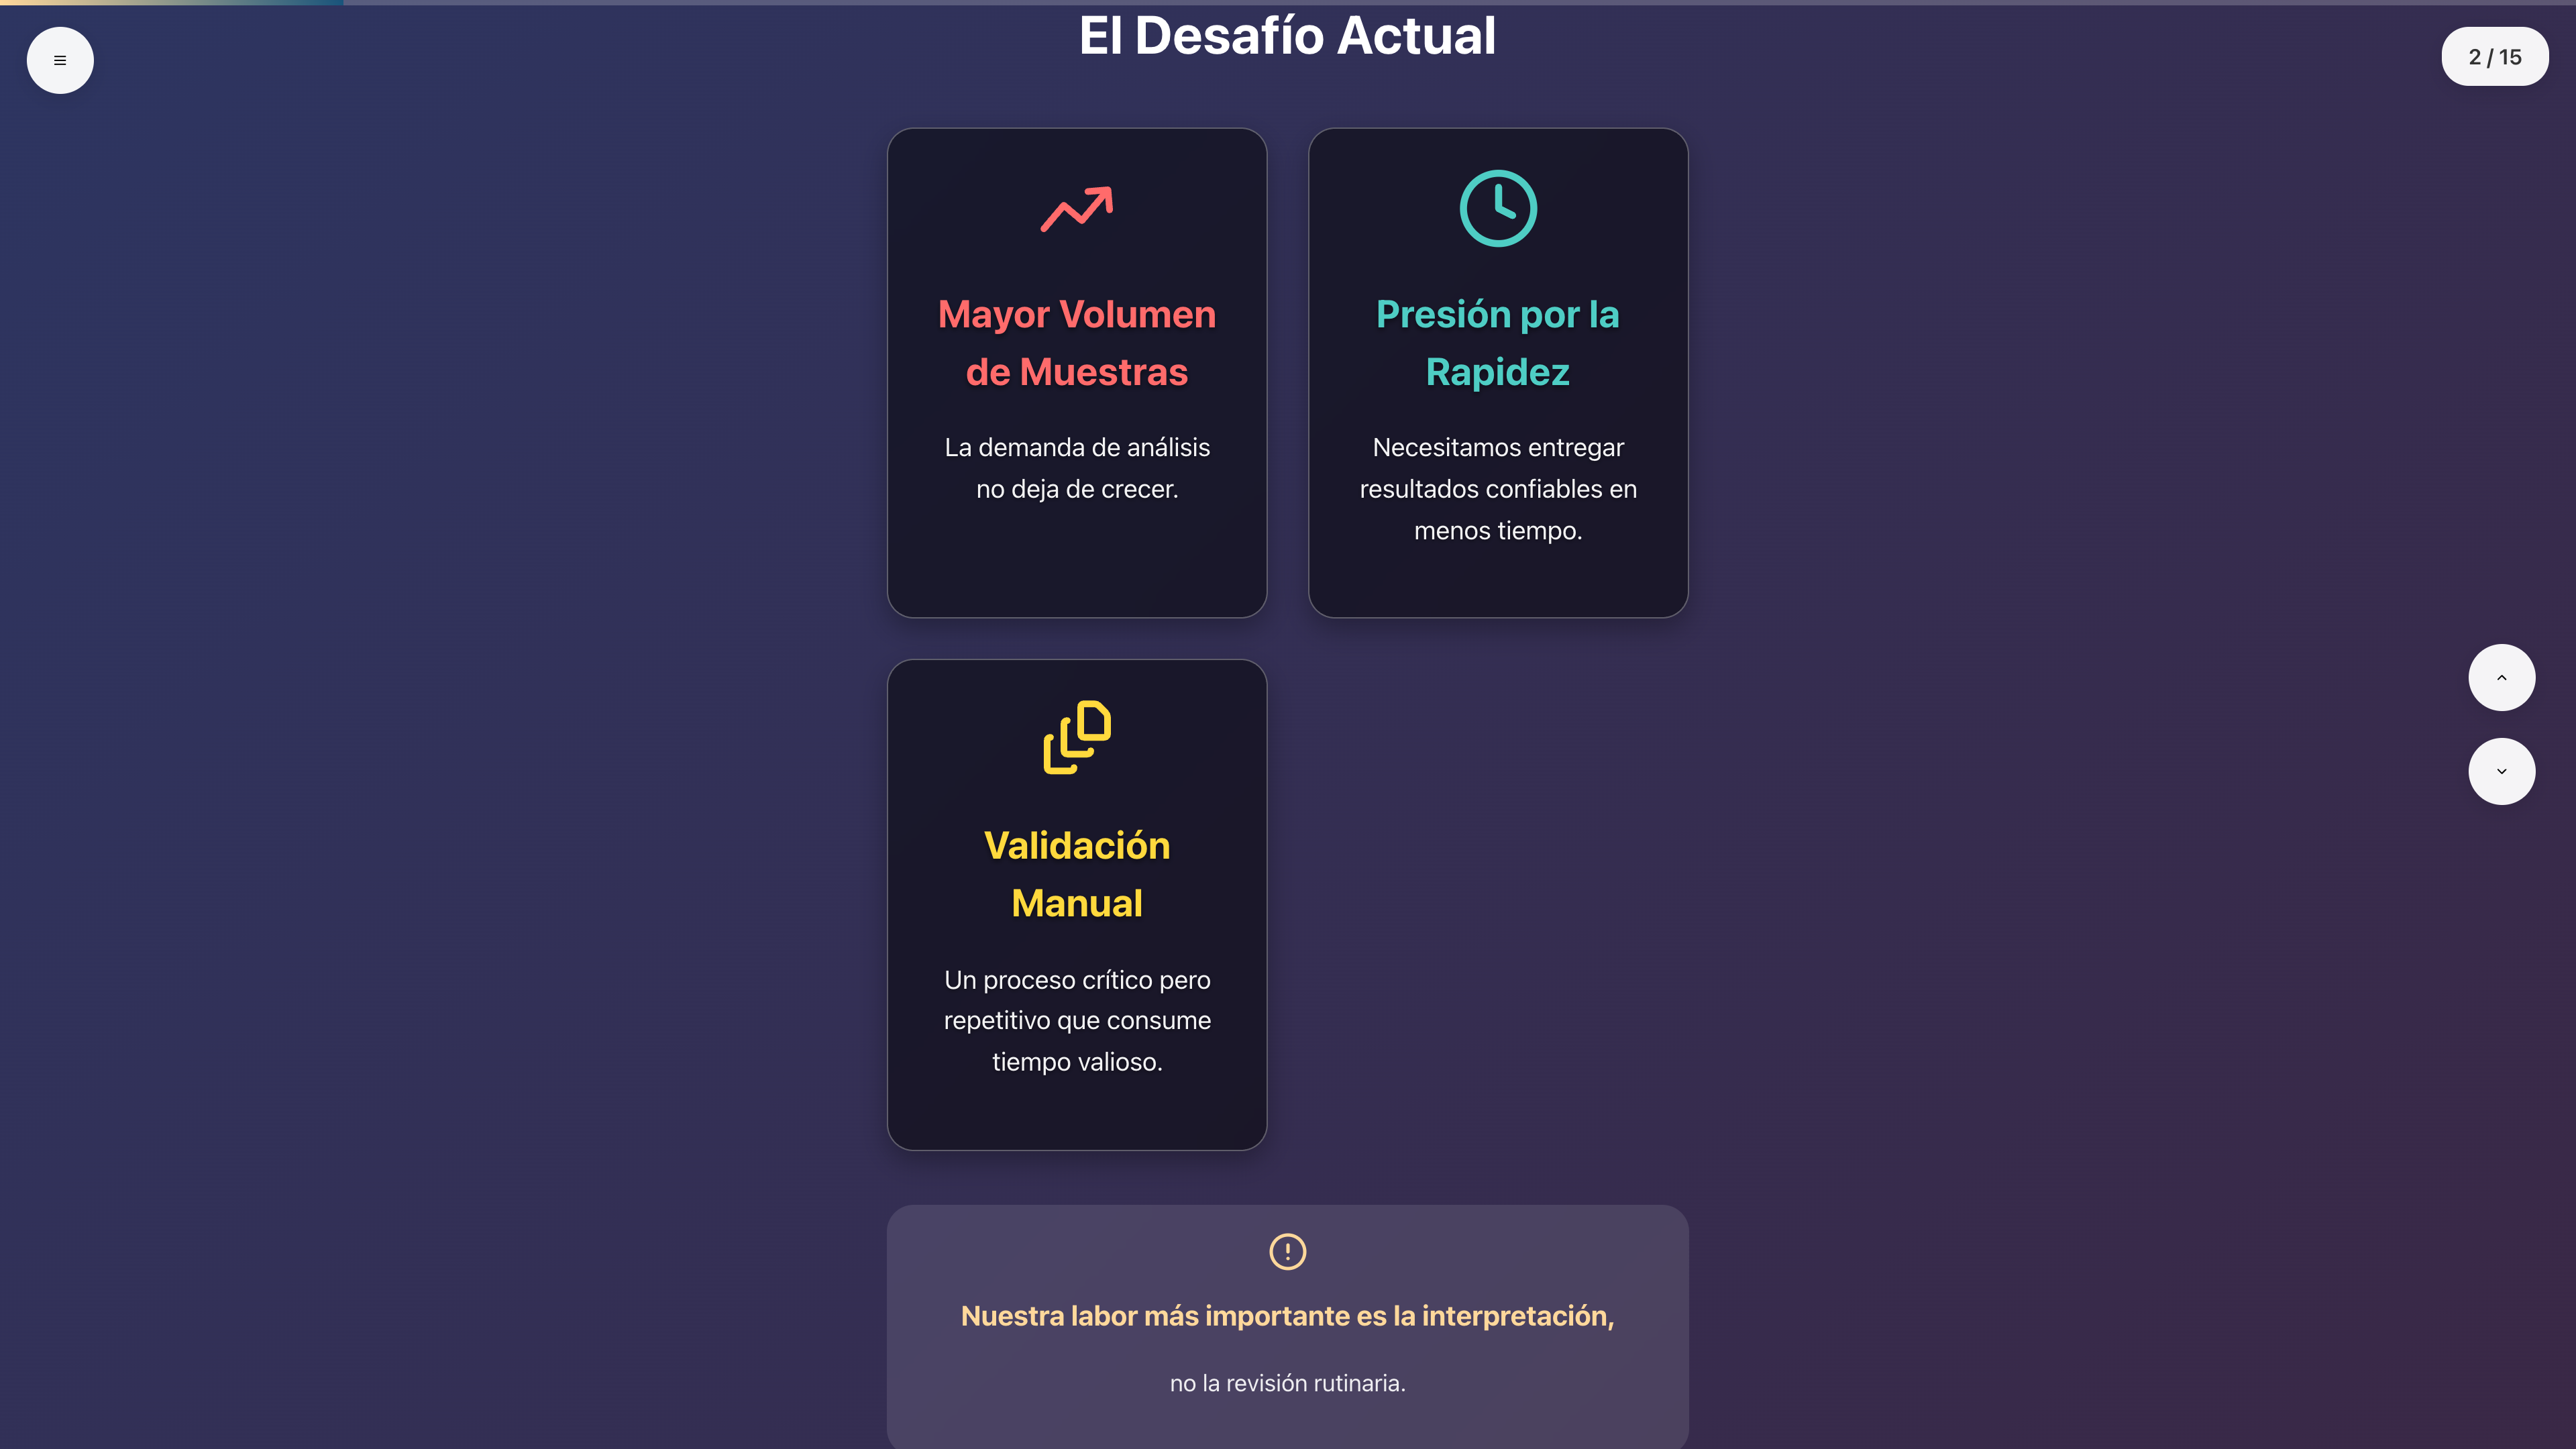 El Desafío Actual
2 / 15
Mayor Volumen
de Muestras
La demanda de análisis
no deja de crecer.
Presión por la
Rapidez
Necesitamos entregar
resultados confiables en
menos tiempo.
Validación
Manual
Un proceso crítico pero
repetitivo que consume
tiempo valioso.
Nuestra labor más importante es la interpretación,
no la revisión rutinaria.